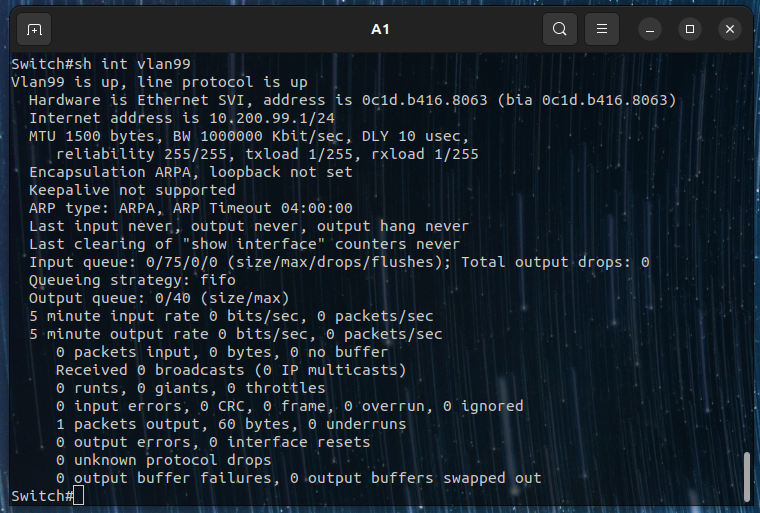 A1
Switch#sh int vlan99
Vlan99 is up, line protocol is up
  Hardware is Ethernet SVI, address is 0c1d.b416.8063 (bia 0c1d.b416.8063)
  Internet address is 10.200.99.1/24
  MTU 1500 bytes, BW 1000000 Kbit/sec, DLY 10 usec,
     reliability 255/255, txload 1/255, rxload 1/255
  Encapsulation ARPA, loopback not set
  Keepalive not supported
  ARP type: ARPA, ARP Timeout 04:00:00
  Last input never, output never, output hang never
  Last clearing of "show interface" counters never
  Input queue: 0/75/0/0 (size/max/drops/flushes); Total output drops: 0
  Queueing strategy: fifo
  Output queue: 0/40 (size/max)
  5 minute input rate 0 bits/sec, 0 packets/sec
  5 minute output rate 0 bits/sec, 0 packets/sec
     0 packets input, 0 bytes, 0 no buffer
     Received 0 broadcasts (0 IP multicasts)
     0 runts, 0 giants, 0 throttles
     0 input errors, 0 CRC, 0 frame, 0 overrun, 0 ignored
     1 packets output, 60 bytes, 0 underruns
     0 output errors, 0 interface resets
     0 unknown protocol drops
     0 output buffer failures, 0 output buffers swapped out
Switch#